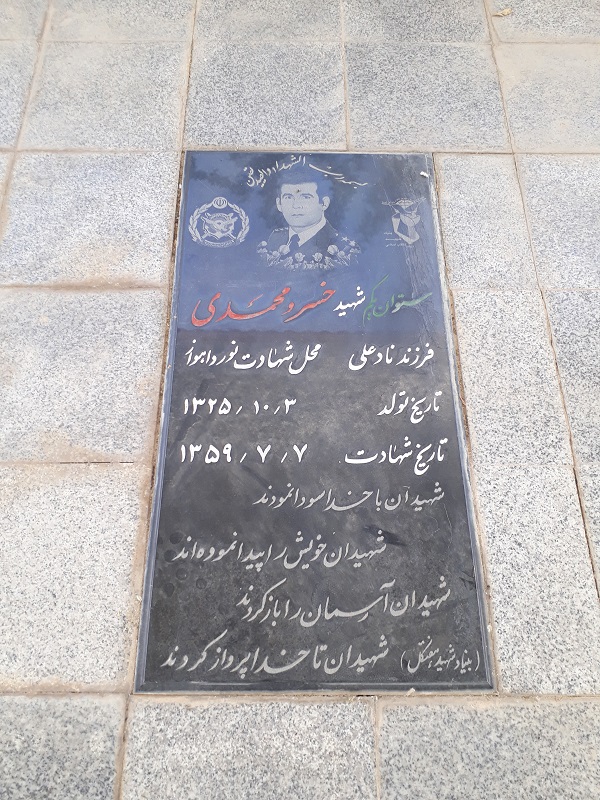 بسم رب الشهداء والصدیقین
ستوان یکم شهید خسرو محمدی
فرزند نادعلی محل شهادت نورد اهواز
تاریخ تولد ۱۳۲۵/۱۰/۳
تاریخ شهادت ۱۳۵۹/۷/۷
شهیدان با خدا سودا نمودند
شهیدان خویش را پیدا نموده اند
شهیدان آسمان را باز کردند
شهیدان تا خدا پرواز کردند (بنیاد شهید هفتگل)